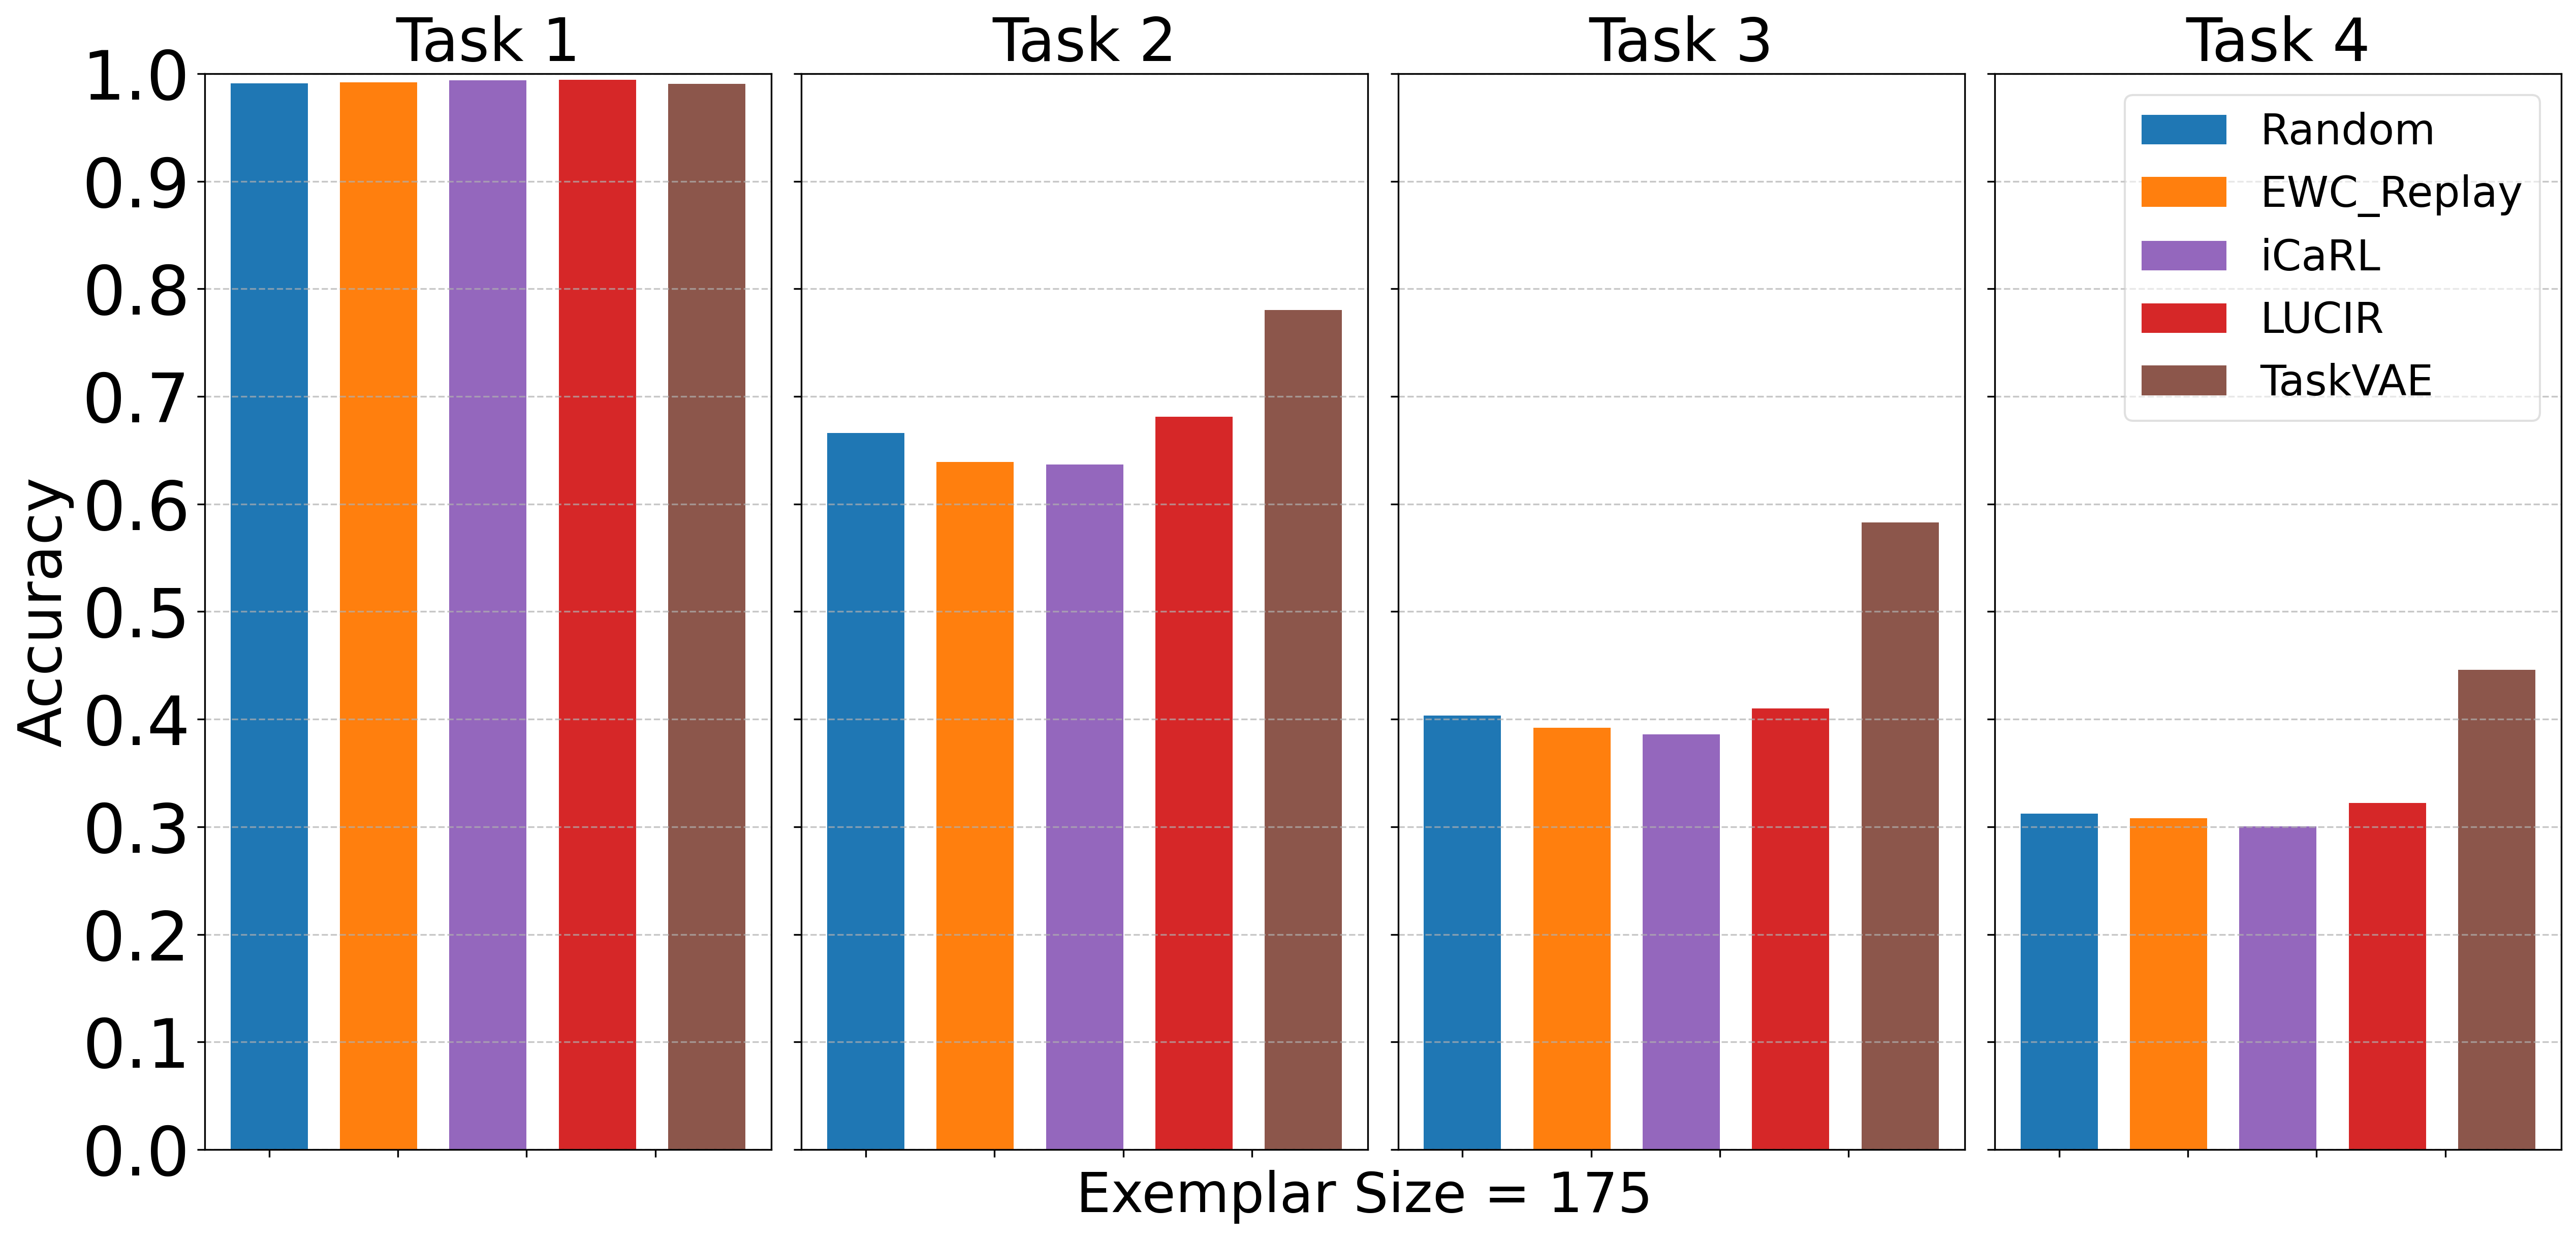 Task 1
Task 2
Task 3
Task 4
1.0
0.9
0.8
0.7
0.6
0.5
0.4
0.3
0.2
0.1
0.0
Accuracy
Random
EWC_Replay
iCaRL
LUCIR
TaskVAE
Exemplar Size = 175